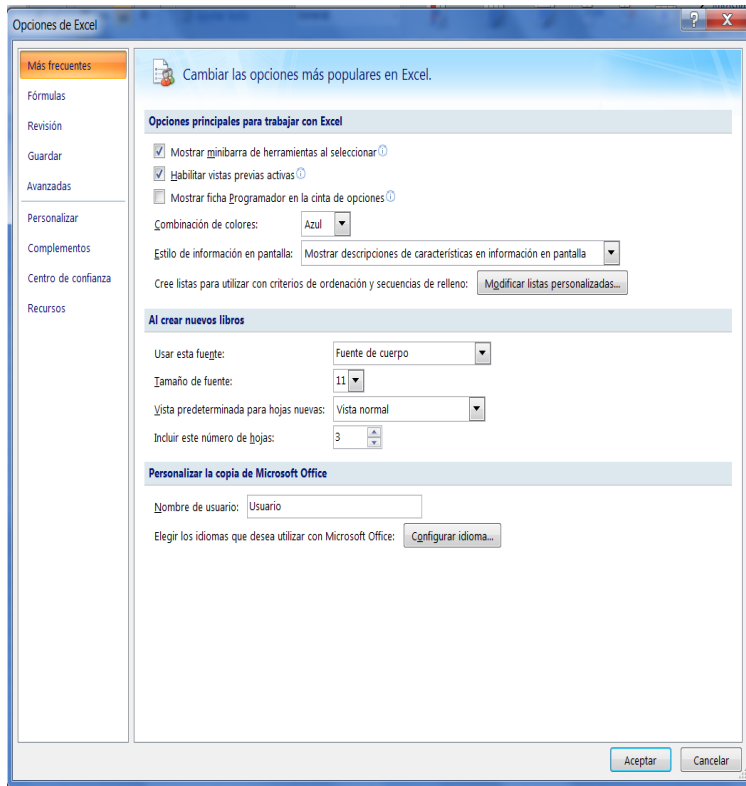 Opciones de Excel
Más frecuentes
Fórmulas
Revisión
Guardar
Avanzadas
Personalizar
Complementos
Centro de confianza
Recursos
Cambiar las opciones más populares en Excel.
Opciones principales para trabajar con Excel
Mostrar minibarra de herramientas al seleccionar
Habilitar vistas previas activas
Mostrar ficha Programador en la cinta de opciones
Combinación de colores: Azul
Estilo de información en pantalla: Mostrar descripciones de características en información en pantalla
Cree listas para utilizar con criterios de ordenación y secuencias de relleno: Modificar listas personalizadas...
Al crear nuevos libros
Usar esta fuente: Fuente de cuerpo
Tamaño de fuente: 11
Vista predeterminada para hojas nuevas: Vista normal
Incluir este número de hojas: 3
Personalizar la copia de Microsoft Office
Nombre de usuario: Usuario
Elegir los idiomas que desea utilizar con Microsoft Office: Configurar idioma...
Aceptar Cancelar